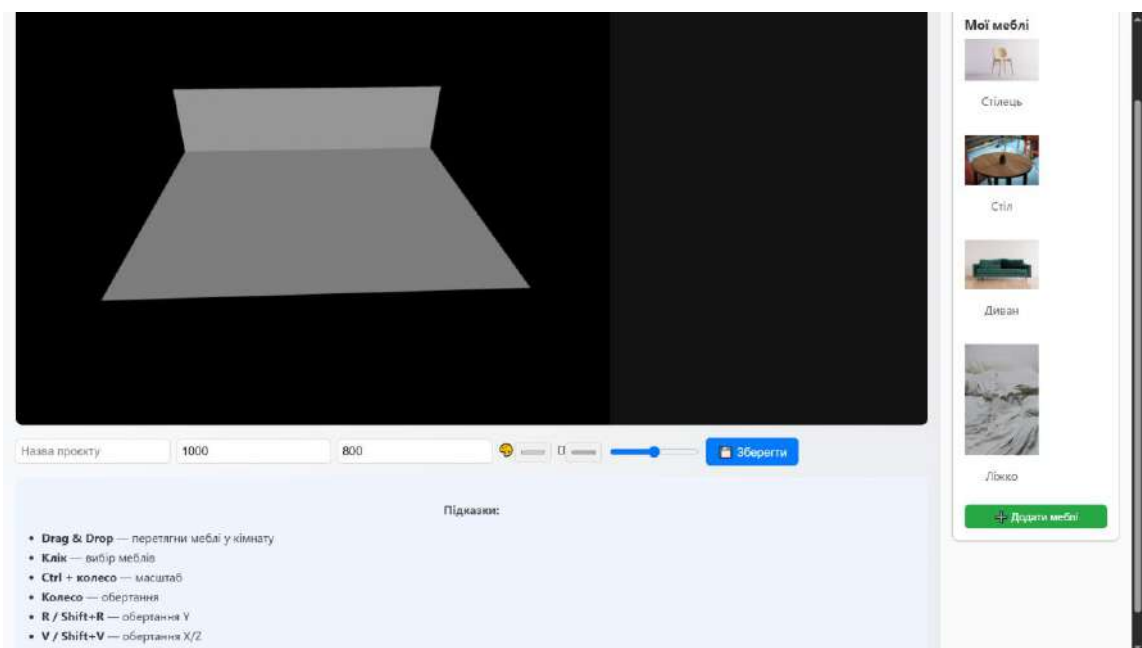 Мої меблі
Стілець
Стіл
Диван
Ліжко
Додати меблі
Назва проєкту
1000
800
Зберегти
Підказки:
Drag & Drop — перетягни меблі у кімнату
Клік — вибір меблів
Ctrl + колесо — масштаб
Колесо — обертання
R / Shift+R — обертання Y
V / Shift+V — обертання X/Z